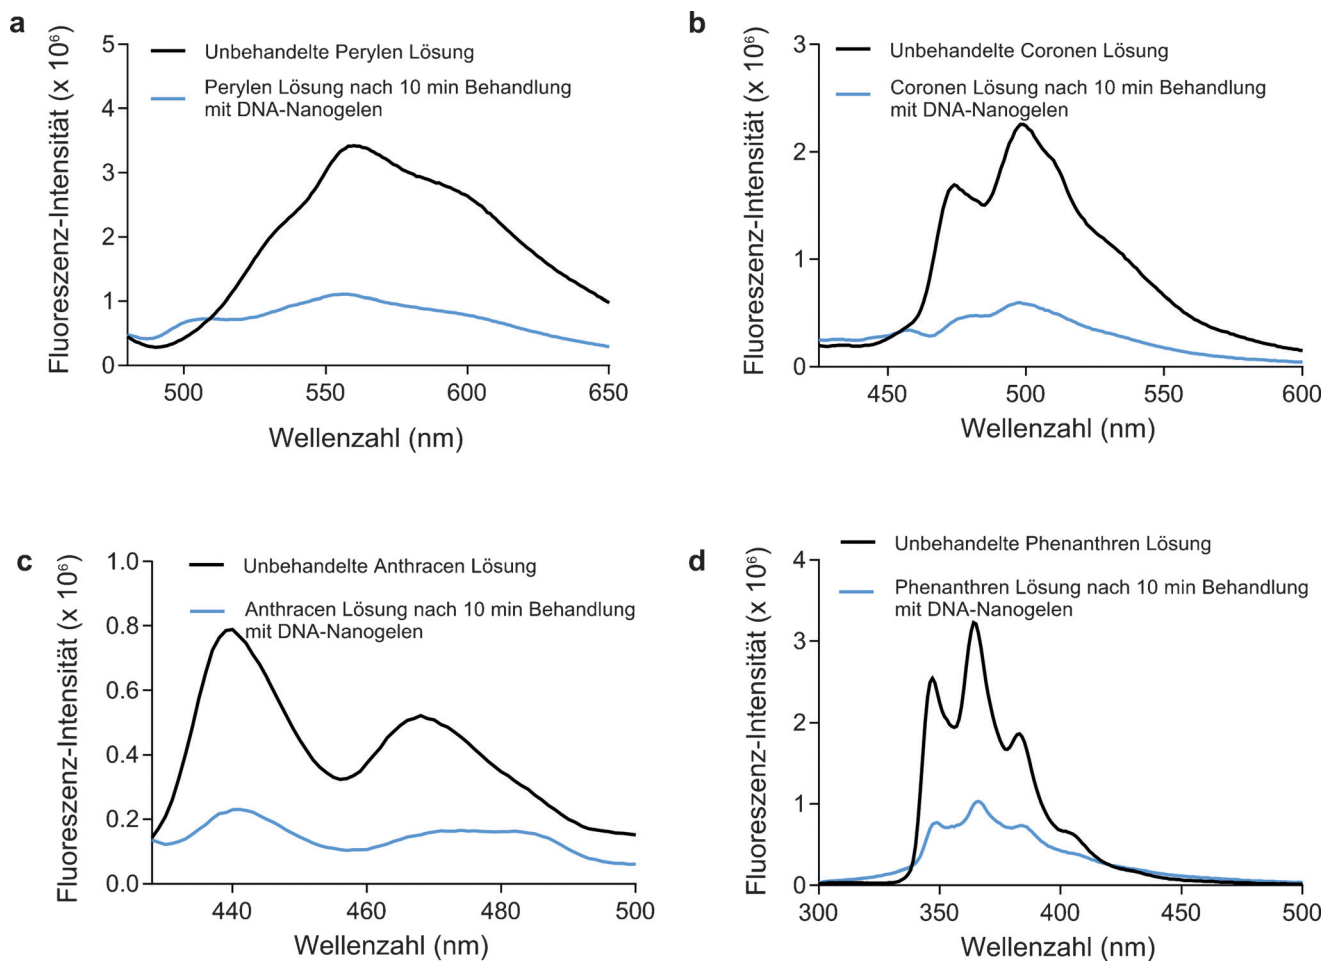 a
Fluoreszenz-Intensität (x 10⁶)
5
4
3
2
1
0
Unbehandelte Perylen Lösung
Perylen Lösung nach 10 min Behandlung
mit DNA-Nanogelen
500 550 600 650
Wellenzahl (nm)
b
Fluoreszenz-Intensität (x 10⁶)
3
2
1
0
Unbehandelte Coronen Lösung
Coronen Lösung nach 10 min Behandlung
mit DNA-Nanogelen
450 500 550 600
Wellenzahl (nm)
c
Fluoreszenz-Intensität (x 10⁶)
1.0
0.8
0.6
0.4
0.2
0.0
Unbehandelte Anthracen Lösung
Anthracen Lösung nach 10 min Behandlung
mit DNA-Nanogelen
440 460 480 500
Wellenzahl (nm)
d
Fluoreszenz-Intensität (x 10⁶)
4
3
2
1
0
Unbehandelte Phenanthren Lösung
Phenanthren Lösung nach 10 min Behandlung
mit DNA-Nanogelen
300 350 400 450 500
Wellenzahl (nm)